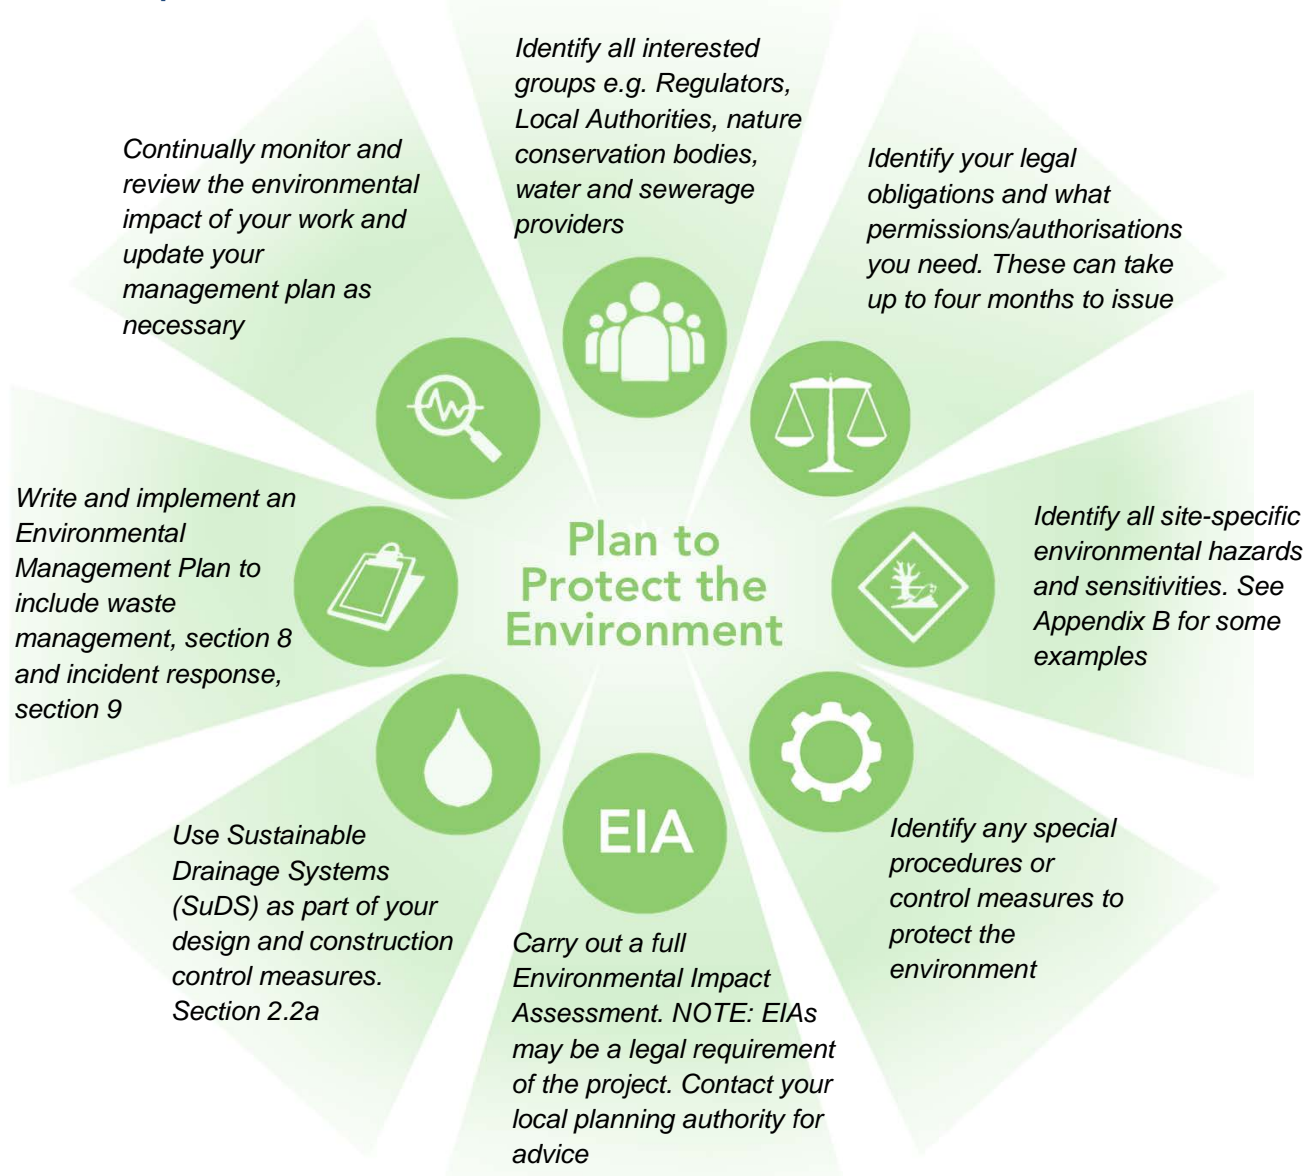 Identify all interested
groups e.g. Regulators,
Local Authorities, nature
conservation bodies,
water and sewerage
providers
Identify your legal
obligations and what
permissions/authorisations
you need. These can take
up to four months to issue
Identify all site-specific
environmental hazards
and sensitivities. See
Appendix B for some
examples
Identify any special
procedures or
control measures to
protect the
environment
EIA
Carry out a full
Environmental Impact
Assessment. NOTE: EIAs
may be a legal requirement
of the project. Contact your
local planning authority for
advice
Use Sustainable
Drainage Systems
(SuDS) as part of your
design and construction
control measures.
Section 2.2a
Write and implement an
Environmental
Management Plan to
include waste
management, section 8
and incident response,
section 9
Continually monitor and
review the environmental
impact of your work and
update your
management plan as
necessary
Plan to
Protect the
Environment